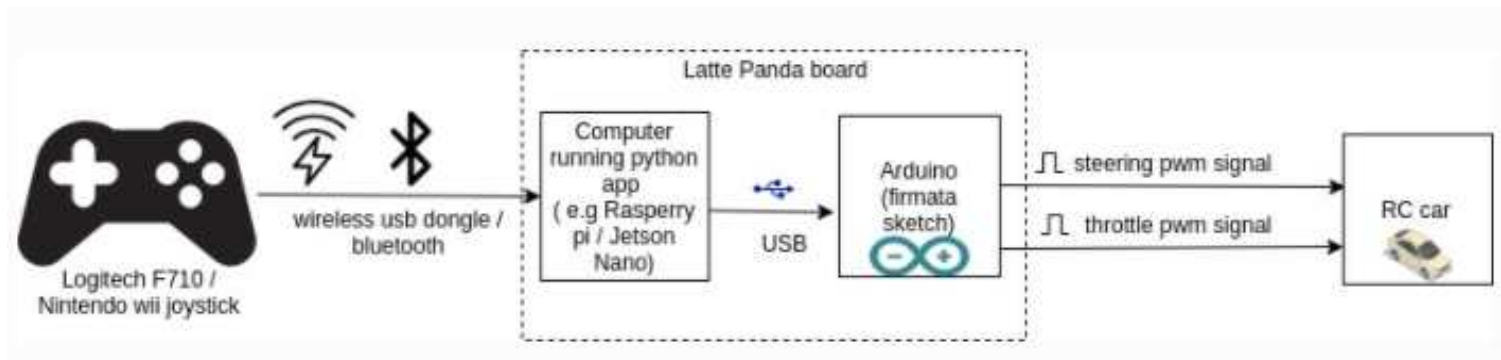 Latte Panda board
Logitech F710 /
Nintendo wii joystick
wireless usb dongle /
bluetooth
Computer
running python
app
( e.g Rasperry
pi / Jetson
Nano)
USB
Arduino
(firmata
sketch)
steering pwm signal
throttle pwm signal
RC car